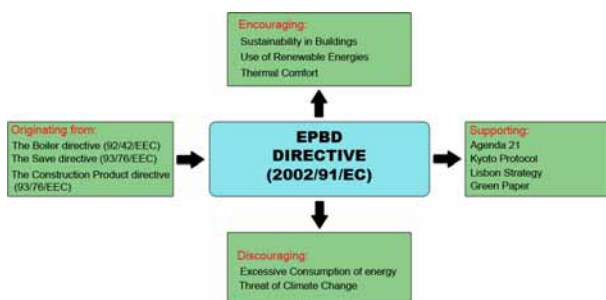 Encouraging:
Sustainability in Buildings
Use of Renewable Energies
Thermal Comfort
Originating from:
The Boiler directive (92/42/EEC)
The Save directive (93/76/EEC)
The Construction Product directive
(93/76/EEC)
EPBD
DIRECTIVE
(2002/91/EC)
Supporting:
Agenda 21
Kyoto Protocol
Lisbon Strategy
Green Paper
Discouraging:
Excessive Consumption of energy
Threat of Climate Change